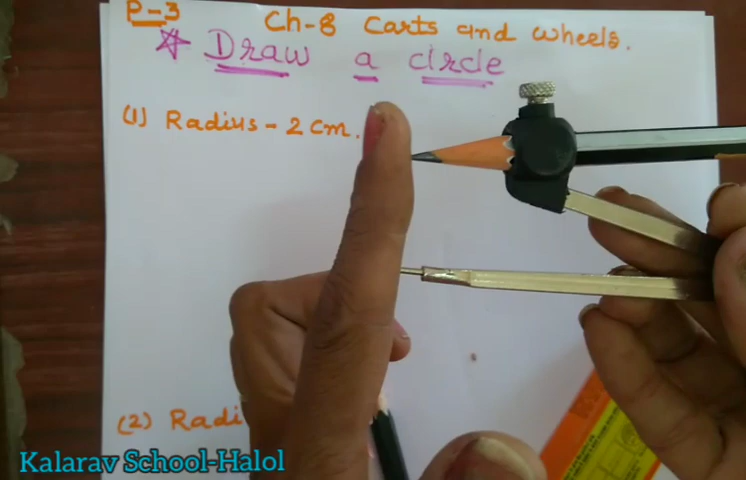 P-3
Ch-8 Carts and wheels.
Draw a circle
(1) Radius - 2 cm.
(2) Radi
Kalarav School-Halol